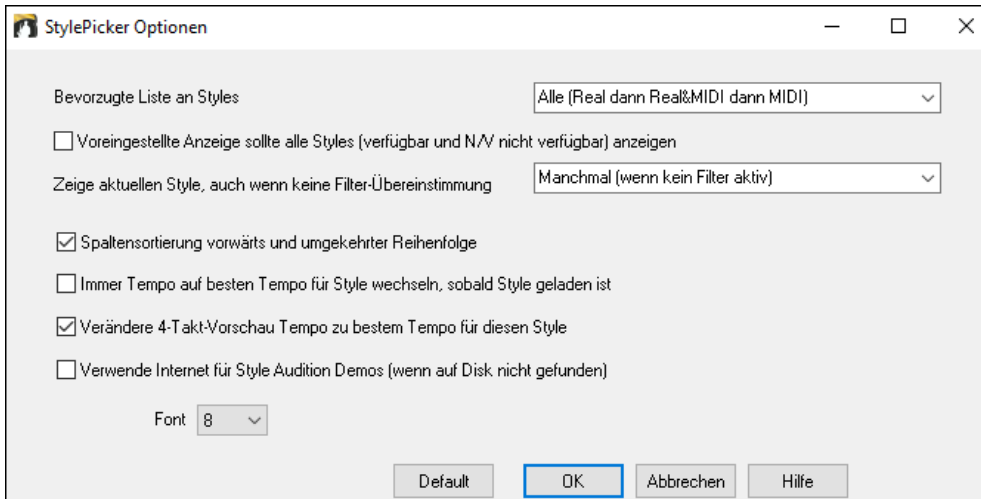 StylePicker Optionen
Bevorzugte Liste an Styles
Alle (Real dann Real&MIDI dann MIDI)
Voreingestellte Anzeige sollte alle Styles (verfügbar und N/V nicht verfügbar) anzeigen
Zeige aktuellen Style, auch wenn keine Filter-Übereinstimmung
Manchmal (wenn kein Filter aktiv)
Spaltensortierung vorwärts und umgekehrter Reihenfolge
Immer Tempo auf besten Tempo für Style wechseln, sobald Style geladen ist
Verändere 4-Takt-Vorschau Tempo zu bestem Tempo für diesen Style
Verwende Internet für Style Audition Demos (wenn auf Disk nicht gefunden)
Font 8
Default OK Abbrechen Hilfe